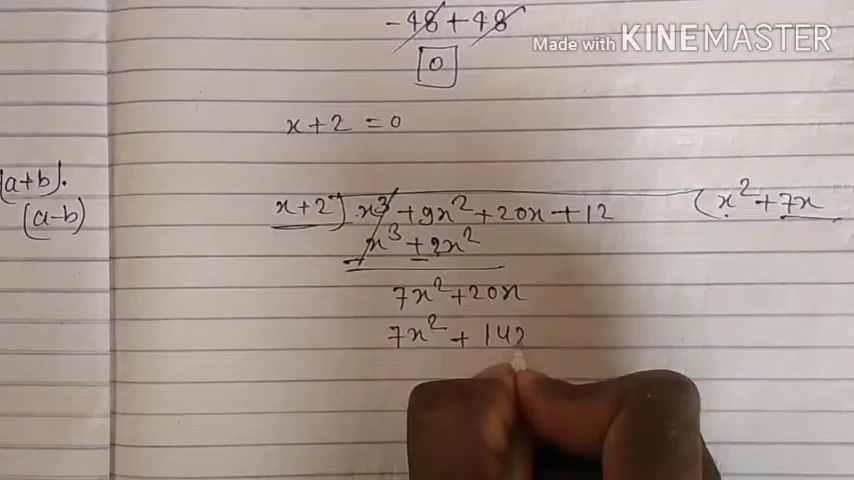 -48 + 48
Made with KINEMASTER
0
x+2 = 0
(a+b).
(a-b)
x+2) x³ + 9x² + 20x + 12 ( x² + 7x
x³ + 2x²
-
7x² + 20x
7x² + 14